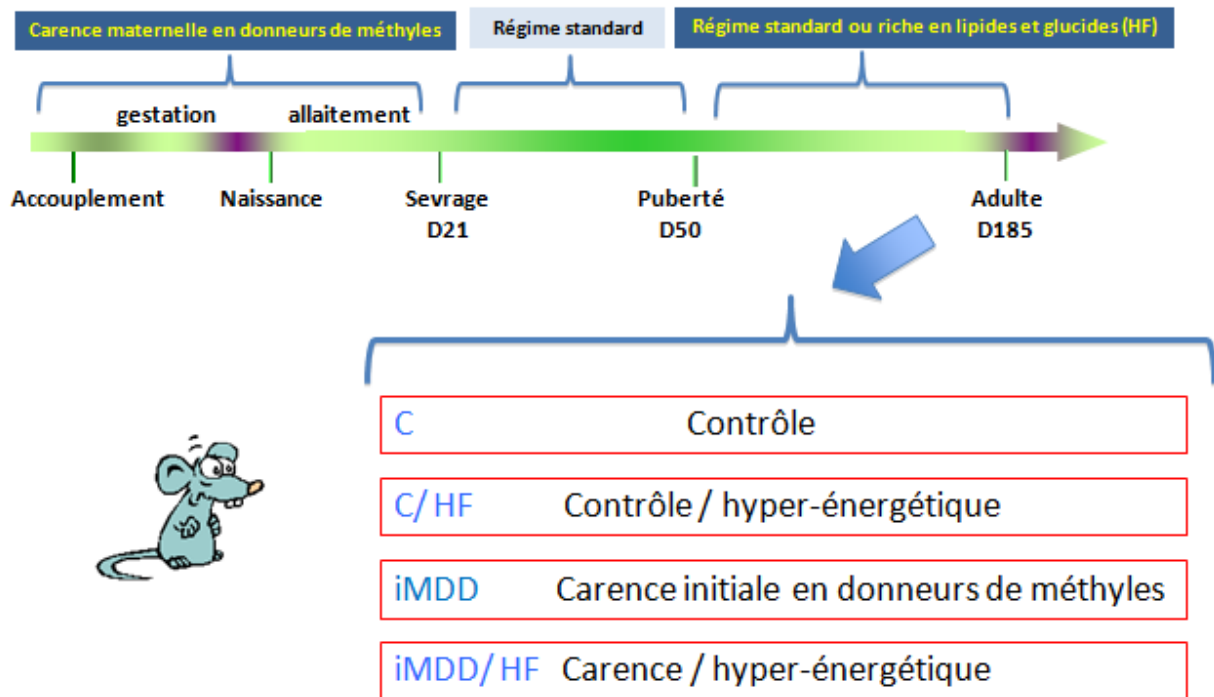 Carence maternelle en donneurs de méthyles
Régime standard
Régime standard ou riche en lipides et glucides (HF)
gestation
allaitement
Accouplement
Naissance
Sevrage
D21
Puberté
D50
Adulte
D185
C Contrôle
C/ HF Contrôle / hyper-énergétique
iMDD Carence initiale en donneurs de méthyles
iMDD/ HF Carence / hyper-énergétique